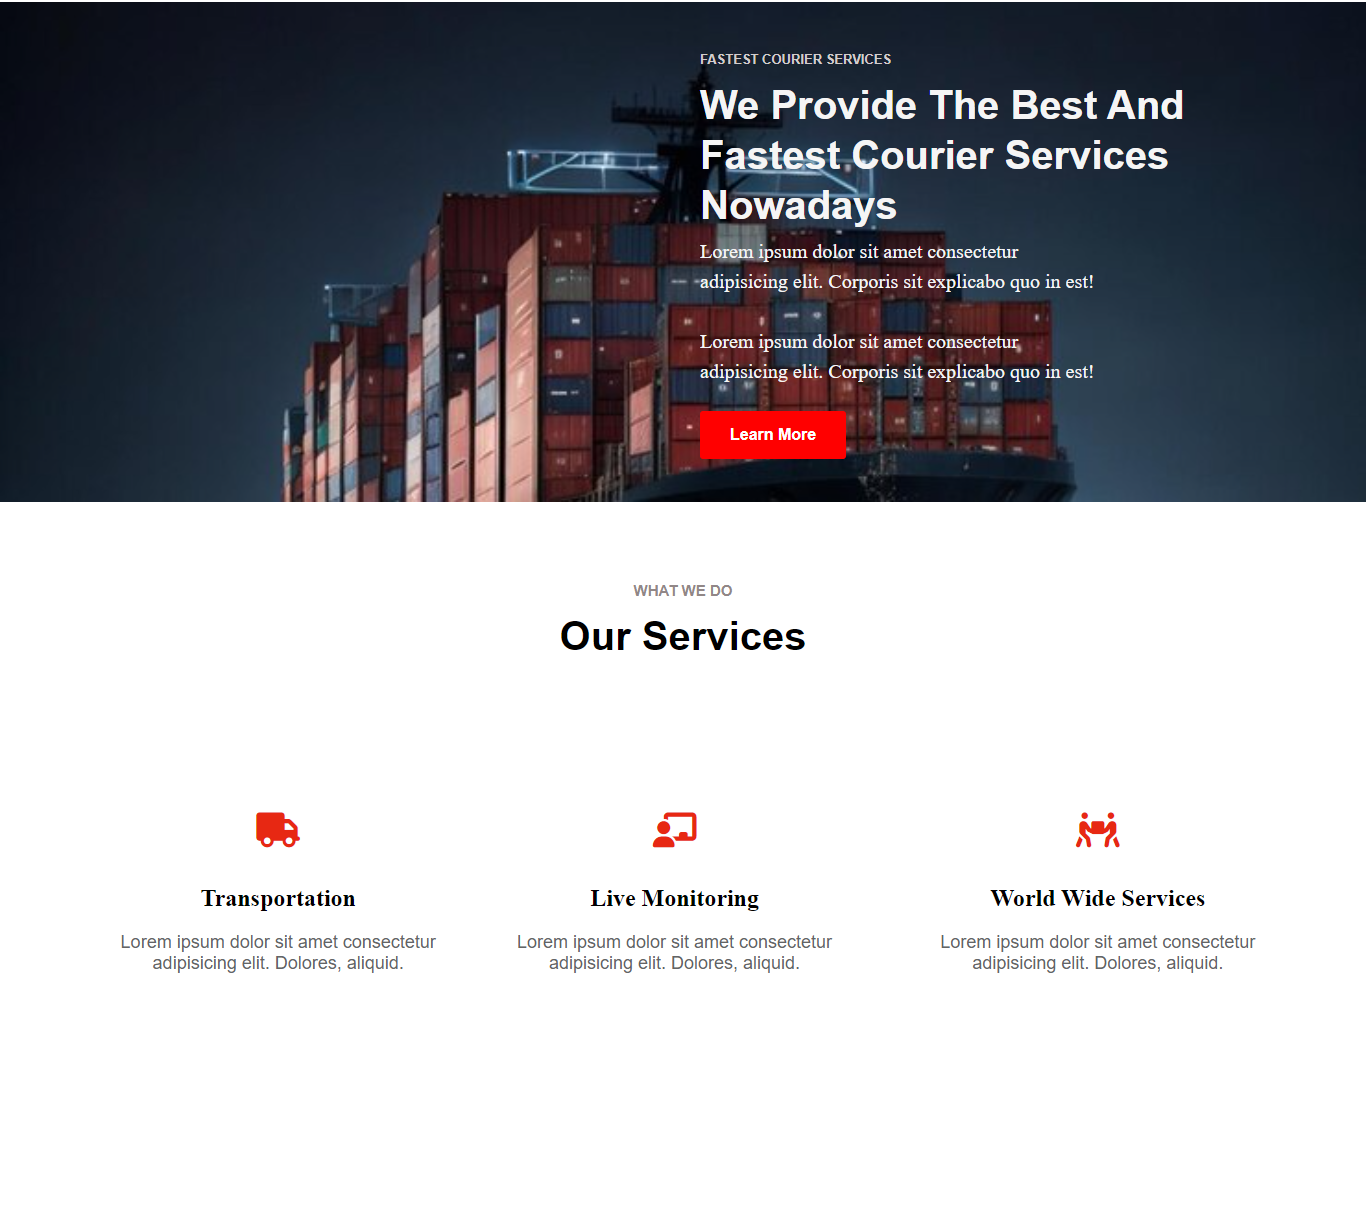 FASTEST COURIER SERVICES
We Provide The Best And
Fastest Courier Services
Nowadays
Lorem ipsum dolor sit amet consectetur
adipisicing elit. Corporis sit explicabo quo in est!
Lorem ipsum dolor sit amet consectetur
adipisicing elit. Corporis sit explicabo quo in est!
Learn More
WHAT WE DO
Our Services
Transportation
Lorem ipsum dolor sit amet consectetur
adipisicing elit. Dolores, aliquid.
Live Monitoring
Lorem ipsum dolor sit amet consectetur
adipisicing elit. Dolores, aliquid.
World Wide Services
Lorem ipsum dolor sit amet consectetur
adipisicing elit. Dolores, aliquid.